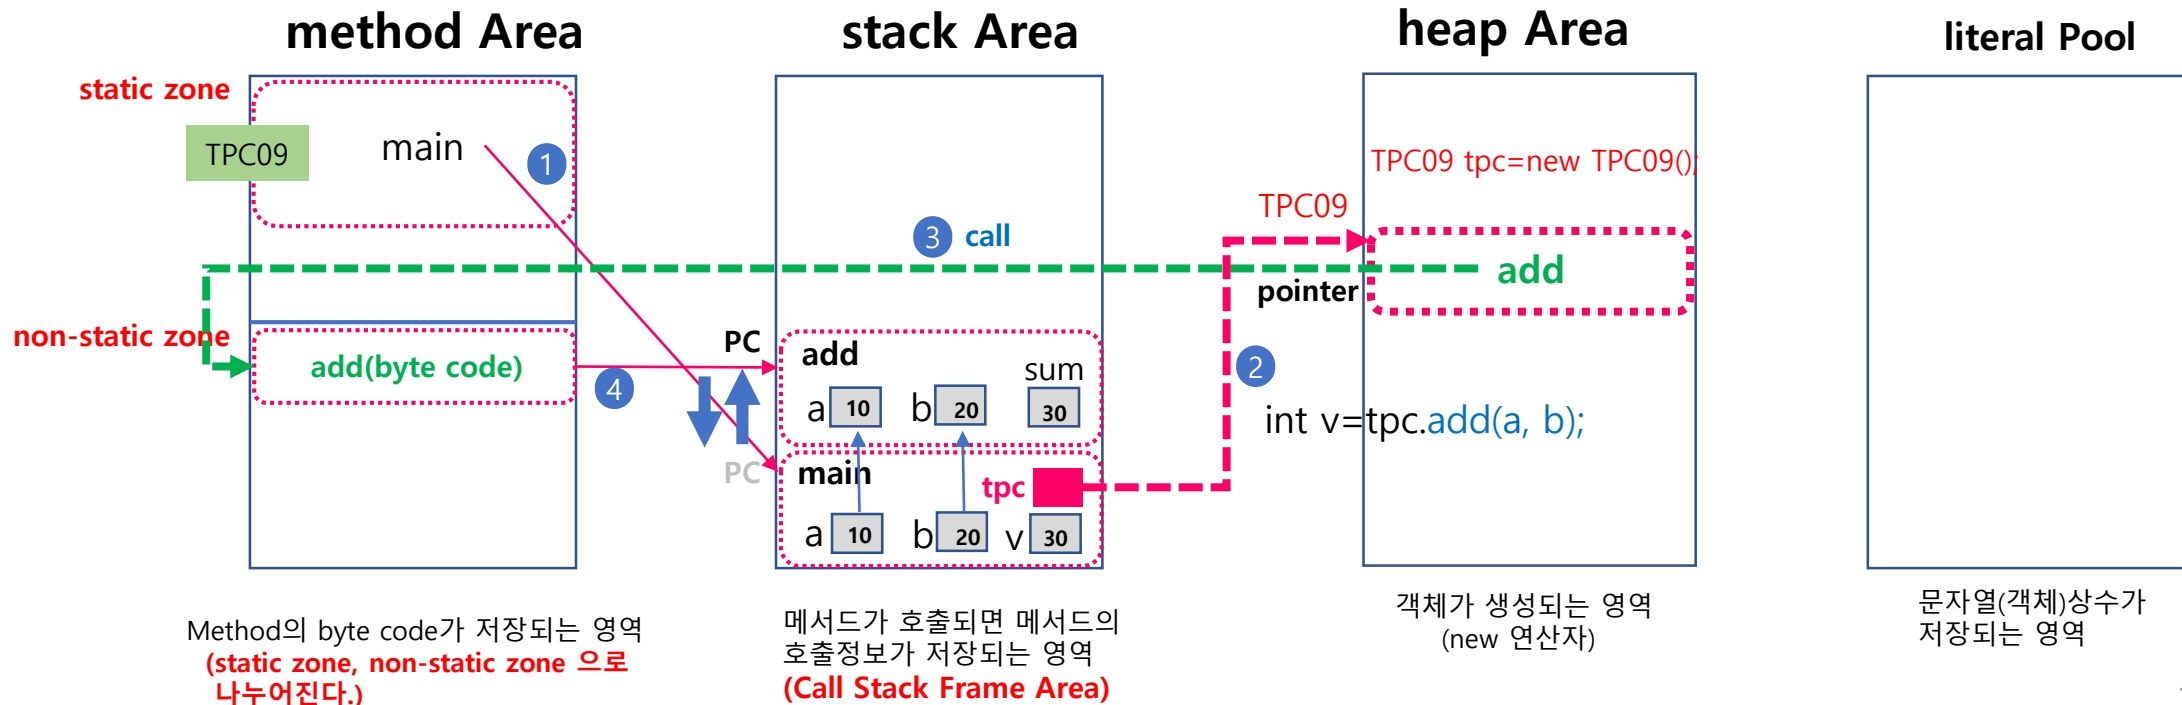 method Area
stack Area
heap Area
literal Pool
static zone
TPC09
main
1
TPC09 tpc=new TPC09();
TPC09
3 call
add
pointer
non-static zone
add(byte code)
4
PC
add
sum
a 10 b 20 30
2
int v=tpc.add(a, b);
PC
main
tpc
a 10 b 20 v 30
Method의 byte code가 저장되는 영역
(static zone, non-static zone 으로
나누어진다.)
메서드가 호출되면 메서드의
호출정보가 저장되는 영역
(Call Stack Frame Area)
객체가 생성되는 영역
(new 연산자)
문자열(객체)상수가
저장되는 영역